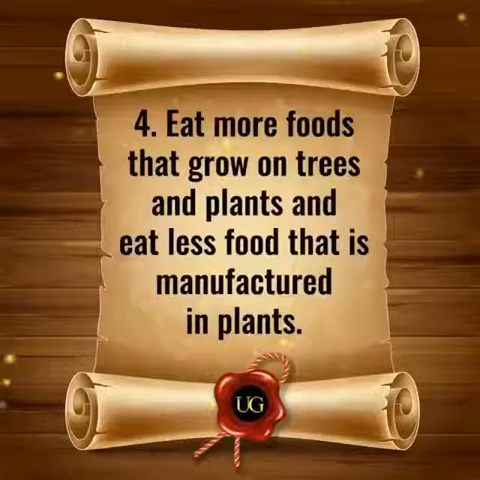 4. Eat more foods
that grow on trees
and plants and
eat less food that is
manufactured
in plants.
UG